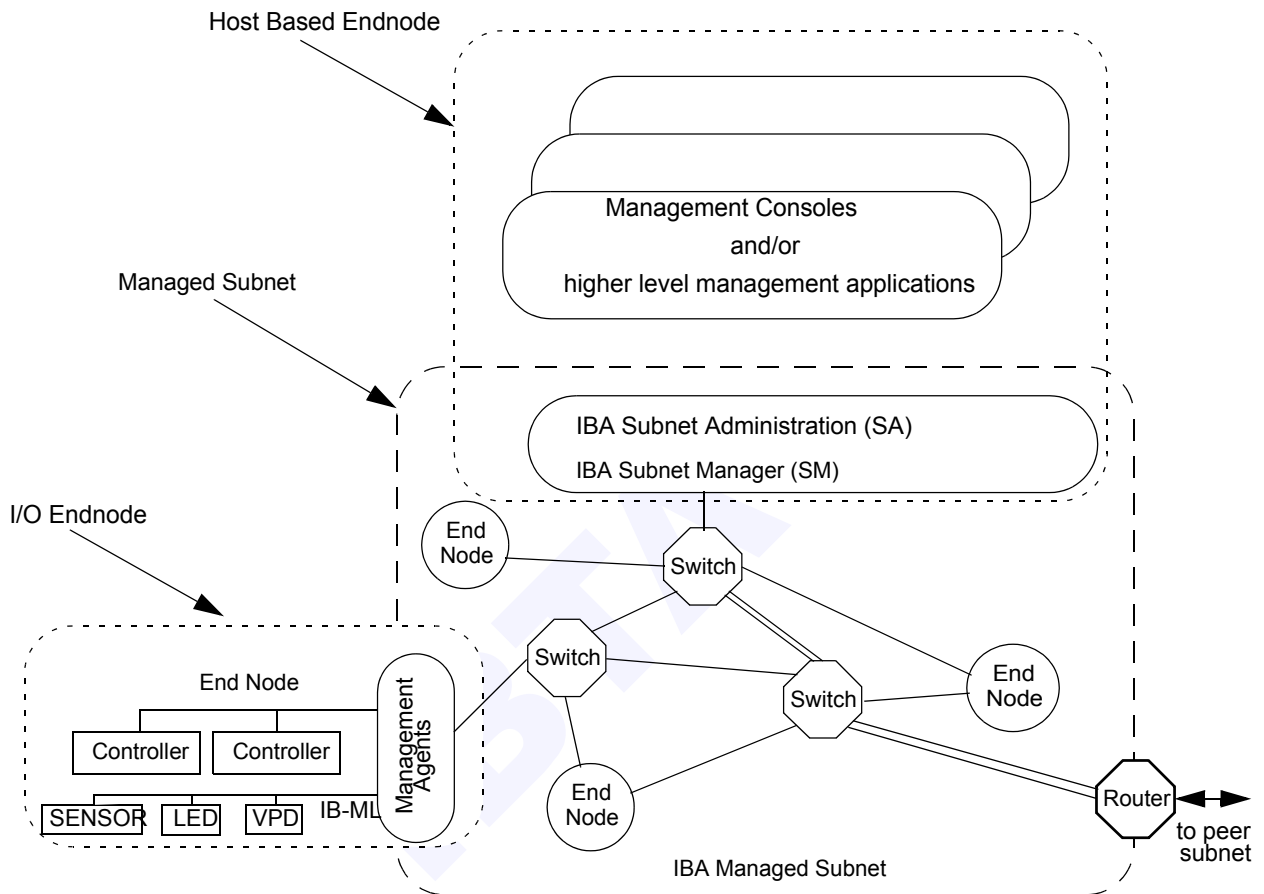 Host Based Endnode
Management Consoles
and/or
higher level management applications
Managed Subnet
IBA Subnet Administration (SA)
IBA Subnet Manager (SM)
I/O Endnode
End
Node
Switch
Switch
End Node
Management
Agents
Switch
End
Node
Controller
Controller
SENSOR
LED
VPD
IB-ML
End
Node
Router
to peer
subnet
IBA Managed Subnet
IBTA